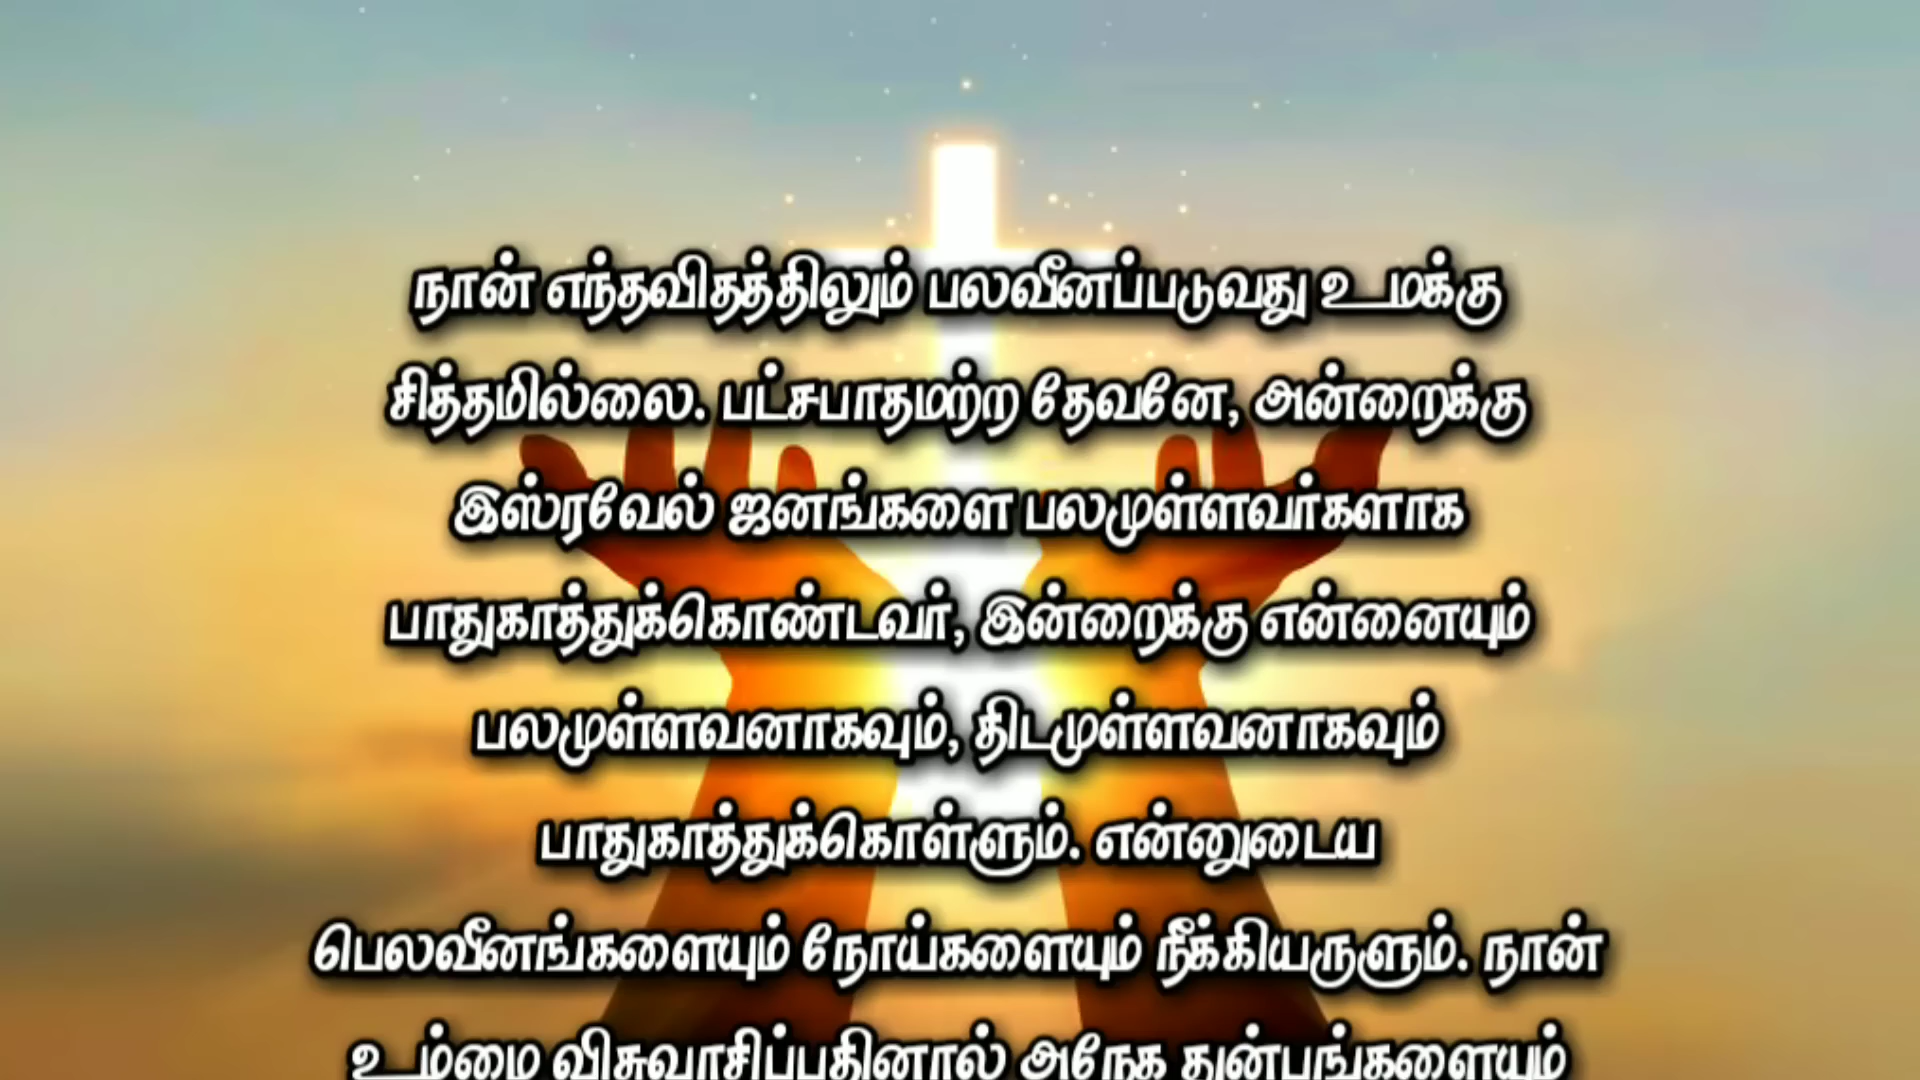 நான் எந்தவிதத்திலும் பலவீனப்படுவது உமக்கு
சித்தமில்லை. பட்சபாதமற்ற தேவனே, அன்றைக்கு
இஸ்ரவேல் ஜனங்களை பலமுள்ளவர்களாக
பாதுகாத்துக்கொண்டவர், இன்றைக்கு என்னையும்
பலமுள்ளவனாகவும், திடமுள்ளவனாகவும்
பாதுகாத்துக்கொள்ளும். என்னுடைய
பெலவீனங்களையும் நோய்களையும் நீக்கியருளும். நான்
உம்மை விசுவாசிப்பதினால் அநேக துன்பங்களையும்